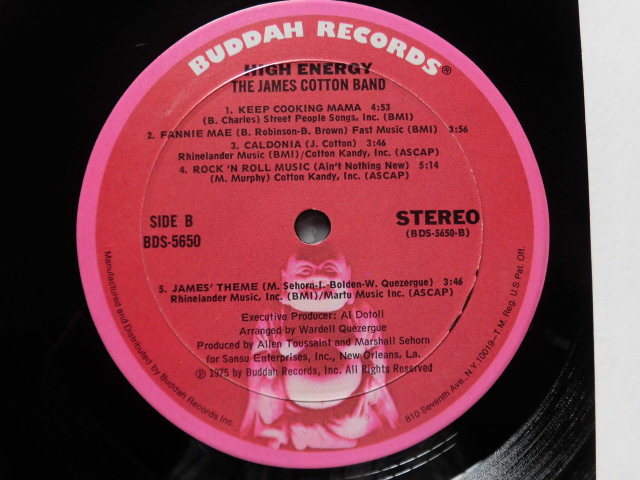 BUDDAH RECORDS®
HIGH ENERGY
THE JAMES COTTON BAND
1. KEEP COOKING MAMA 4:53
(B. Charles) Street People Songs, Inc. (BMI)
2. FANNIE MAE (B. Robinson-B. Brown) Fast Music (BMI) 3:56
3. CALDONIA (J. Cotton) 3:46
Rhinelander Music (BMI)/Cotton Kandy, Inc. (ASCAP)
4. ROCK 'N ROLL MUSIC (Ain't Nothing New) 5:14
(M. Murphy) Cotton Kandy, Inc. (ASCAP)
SIDE B
BDS-5650
STEREO
(BDS-5650-B)
5. JAMES' THEME (M. Sehorn-I. Bolden-W. Quezergue) 3:46
Rhinelander Music, Inc. (BMI)/Martu Music Inc. (ASCAP)
Executive Producer: Al Dotoli
Arranged by Wardell Quezergue
Produced by Allen Toussaint and Marshall Sehorn
for Sansu Enterprises, Inc., New Orleans, La.
℗ 1975 by Buddah Records, Inc. All Rights Reserved
Manufactured and Distributed by Buddah Records Inc.
810 Seventh Ave. N.Y. 10019—T.M. Reg. U.S. Pat. Off.